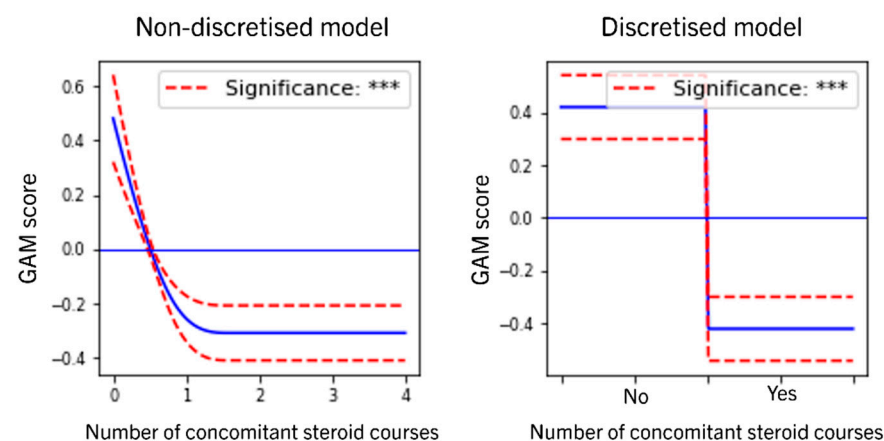 Non-discretised model
Discretised model
Significance: ***
Significance: ***
GAM score
0.6
0.4
0.2
0.0
−0.2
−0.4
0 1 2 3 4
Number of concomitant steroid courses
GAM score
0.4
0.2
0.0
−0.2
−0.4
No Yes
Number of concomitant steroid courses